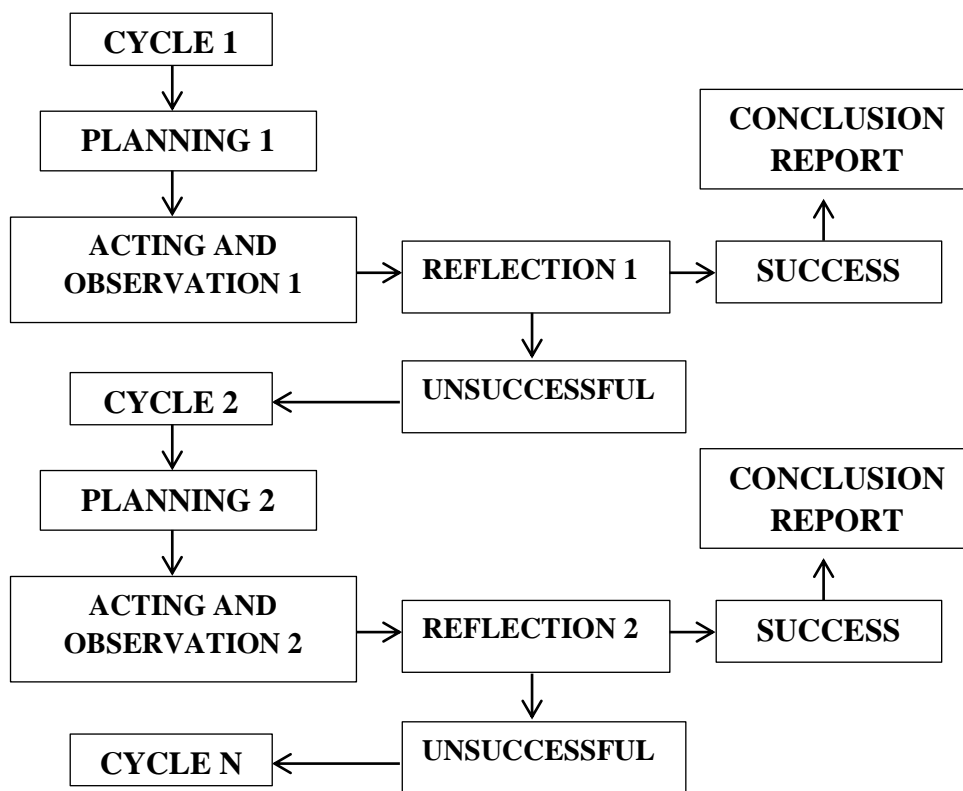 CYCLE 1
PLANNING 1
CONCLUSION
REPORT
ACTING AND
OBSERVATION 1
REFLECTION 1
SUCCESS
CYCLE 2
UNSUCCESSFUL
PLANNING 2
CONCLUSION
REPORT
ACTING AND
OBSERVATION 2
REFLECTION 2
SUCCESS
CYCLE N
UNSUCCESSFUL